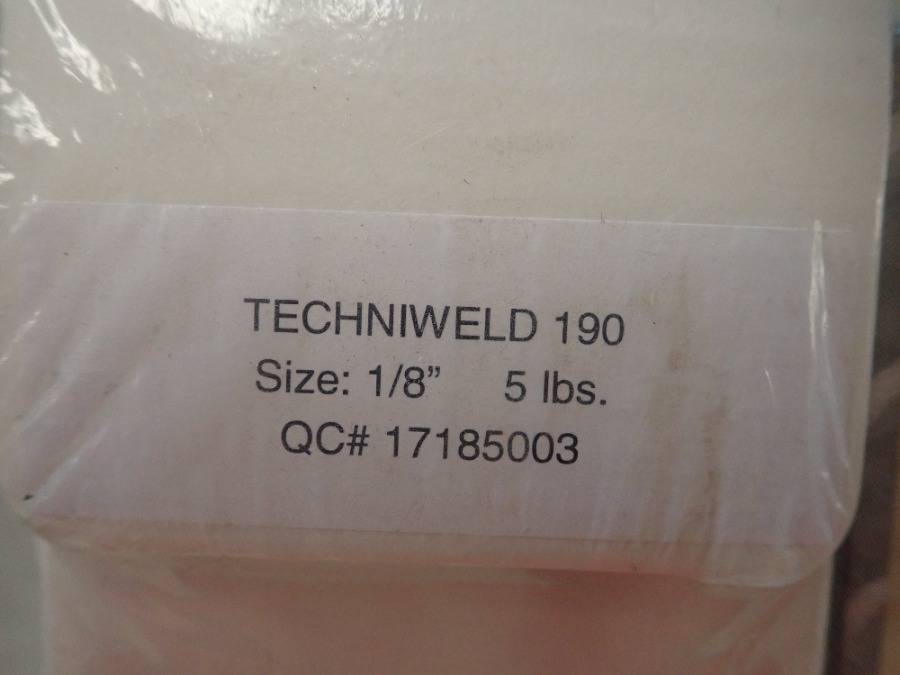 TECHNIWELD 190
Size: 1/8” 5 lbs.
QC# 17185003